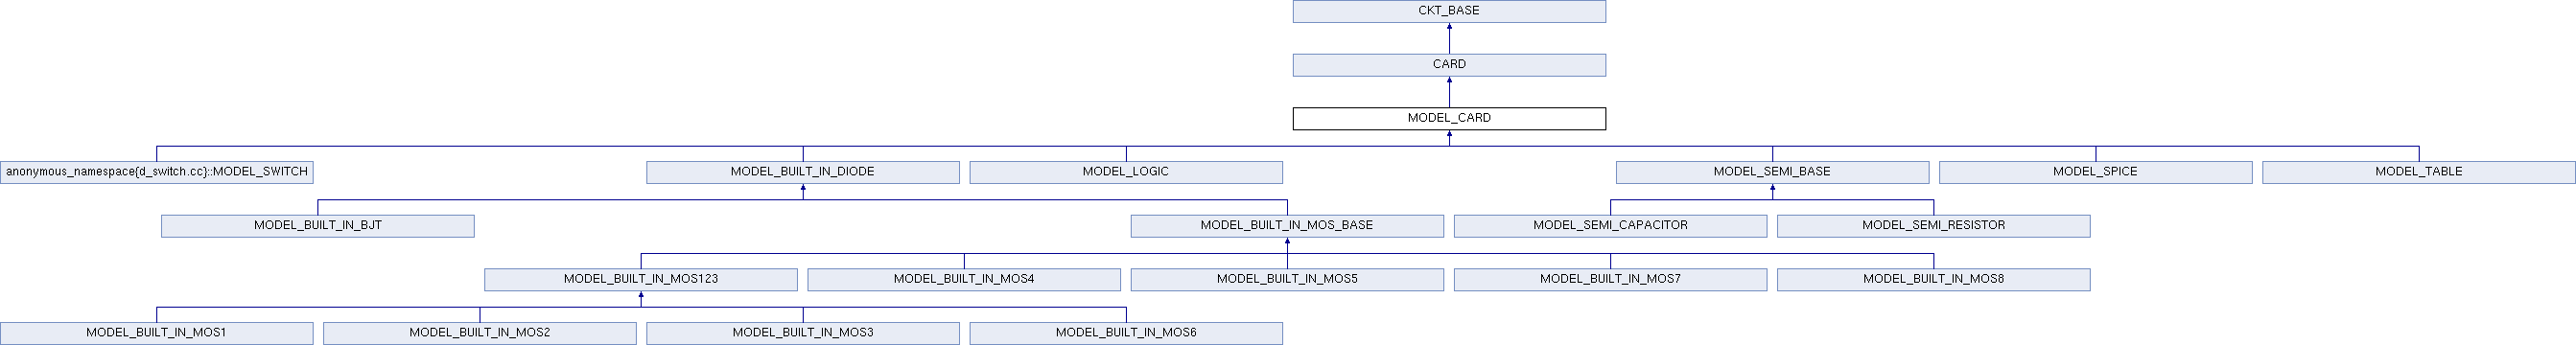 CKT_BASE
CARD
MODEL_CARD
anonymous_namespace{d_switch.cc}::MODEL_SWITCH
MODEL_BUILT_IN_DIODE
MODEL_LOGIC
MODEL_SEMI_BASE
MODEL_SPICE
MODEL_TABLE
MODEL_BUILT_IN_BJT
MODEL_BUILT_IN_MOS_BASE
MODEL_SEMI_CAPACITOR
MODEL_SEMI_RESISTOR
MODEL_BUILT_IN_MOS123
MODEL_BUILT_IN_MOS4
MODEL_BUILT_IN_MOS5
MODEL_BUILT_IN_MOS7
MODEL_BUILT_IN_MOS8
MODEL_BUILT_IN_MOS1
MODEL_BUILT_IN_MOS2
MODEL_BUILT_IN_MOS3
MODEL_BUILT_IN_MOS6